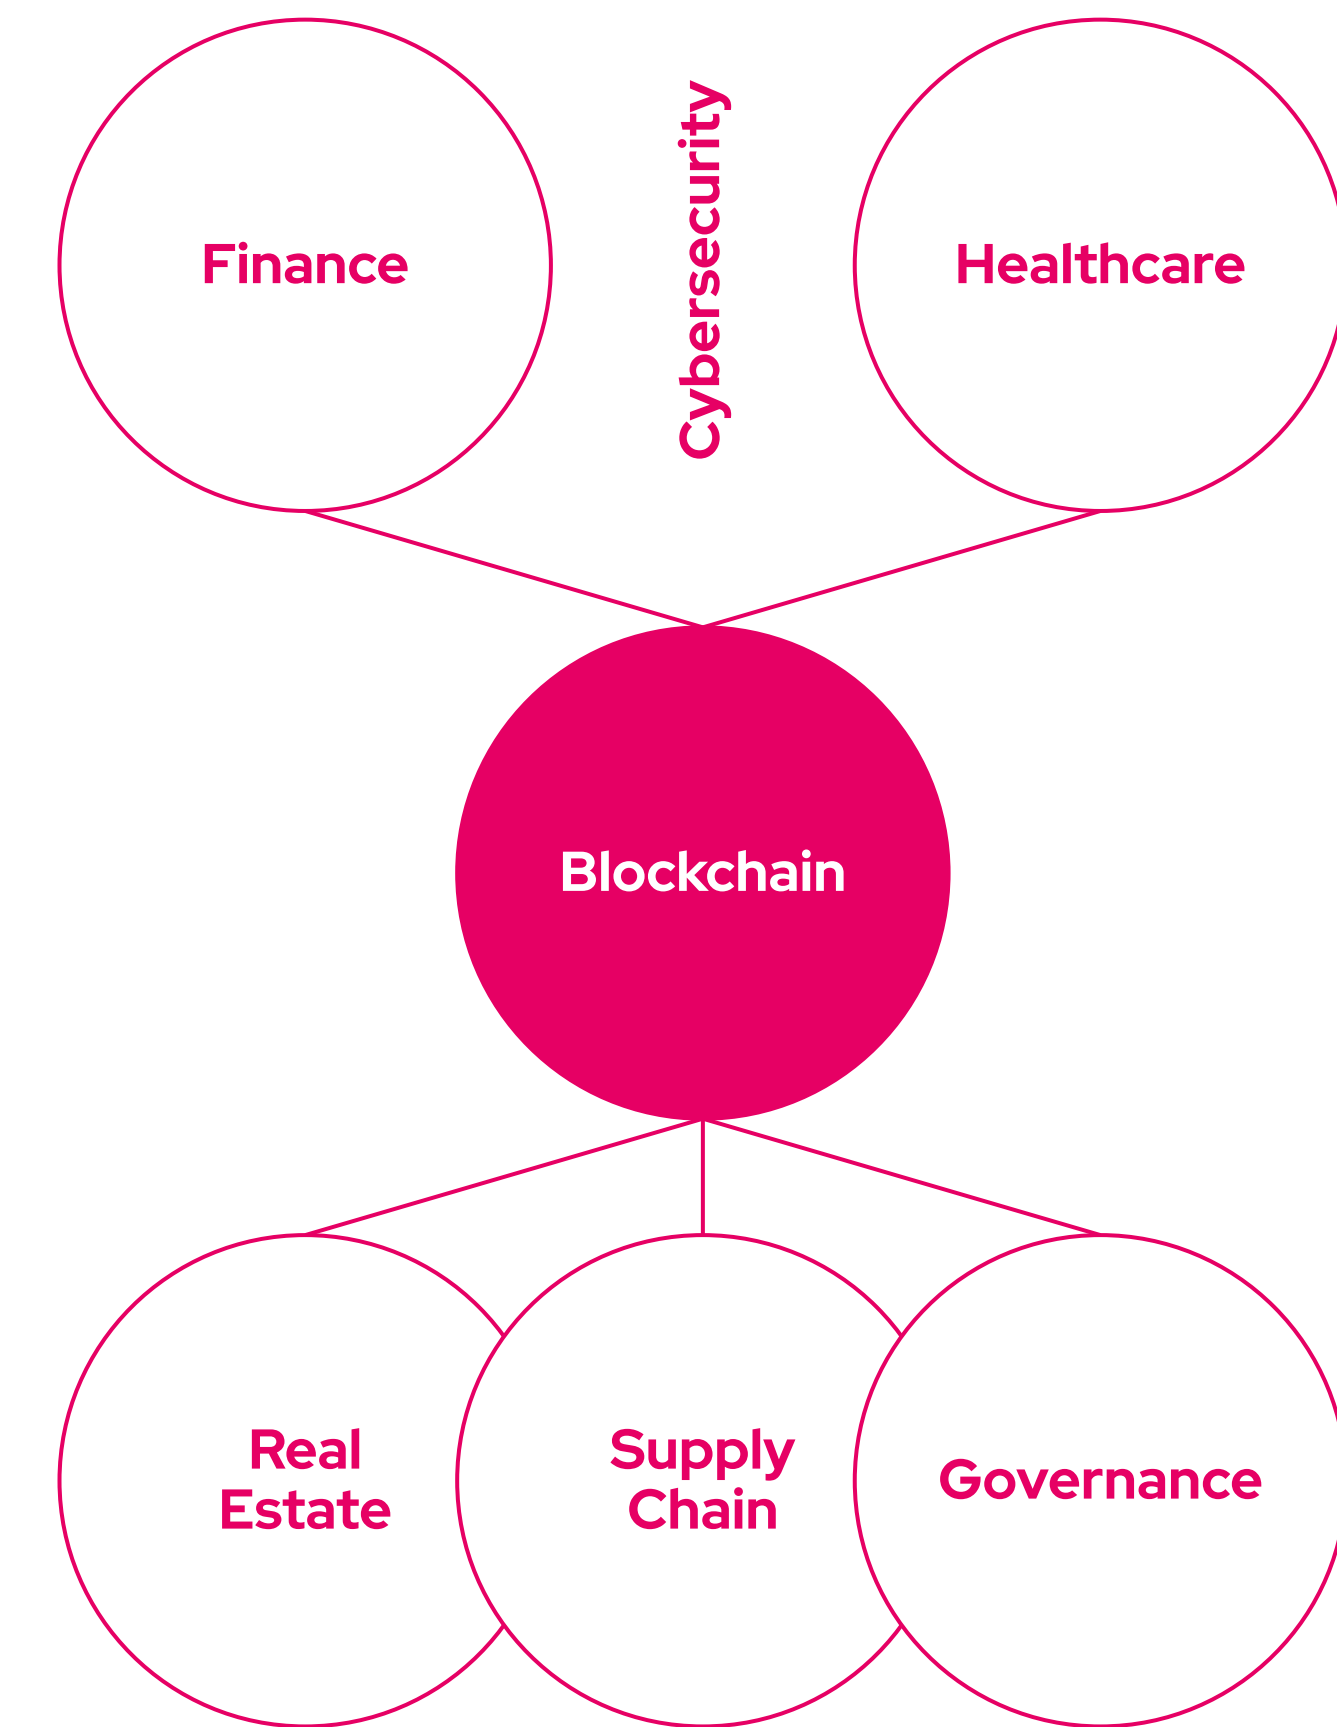 Finance
Cybersecurity
Healthcare
Blockchain
Real
Estate
Supply
Chain
Governance